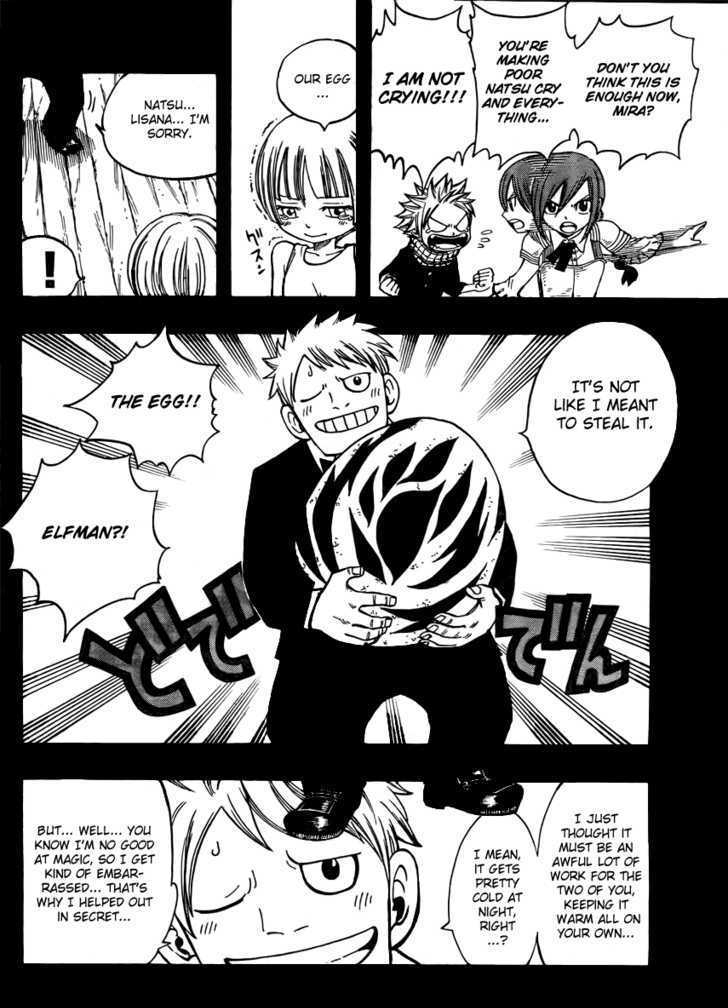 DON'T YOU
THINK THIS IS
ENOUGH NOW,
MIRA?
YOU'RE
MAKING
POOR
NATSU CRY
AND EVERY-
THING...
I AM NOT
CRYING!!!
OUR EGG
...
グスン
NATSU...
LISANA... I'M
SORRY.
!
IT'S NOT
LIKE I MEANT
TO STEAL IT.
THE EGG!!
ELFMAN?!
どででん
I JUST
THOUGHT IT
MUST BE AN
AWFUL LOT OF
WORK FOR THE
TWO OF YOU,
KEEPING IT
WARM ALL ON
YOUR OWN...
I MEAN,
IT GETS
PRETTY
COLD AT
NIGHT,
RIGHT
...?
BUT... WELL... YOU
KNOW I'M NO GOOD
AT MAGIC, SO I GET
KIND OF EMBAR-
RASSED... THAT'S
WHY I HELPED OUT
IN SECRET...